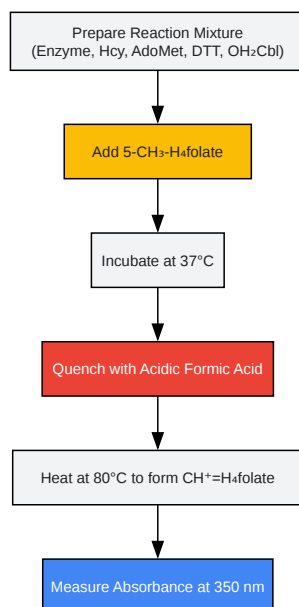 Prepare Reaction Mixture
(Enzyme, Hcy, AdoMet, DTT, OH₂Cbl)
Add 5-CH₃-H₄folate
Incubate at 37°C
Quench with Acidic Formic Acid
Heat at 80°C to form CH⁺=H₄folate
Measure Absorbance at 350 nm